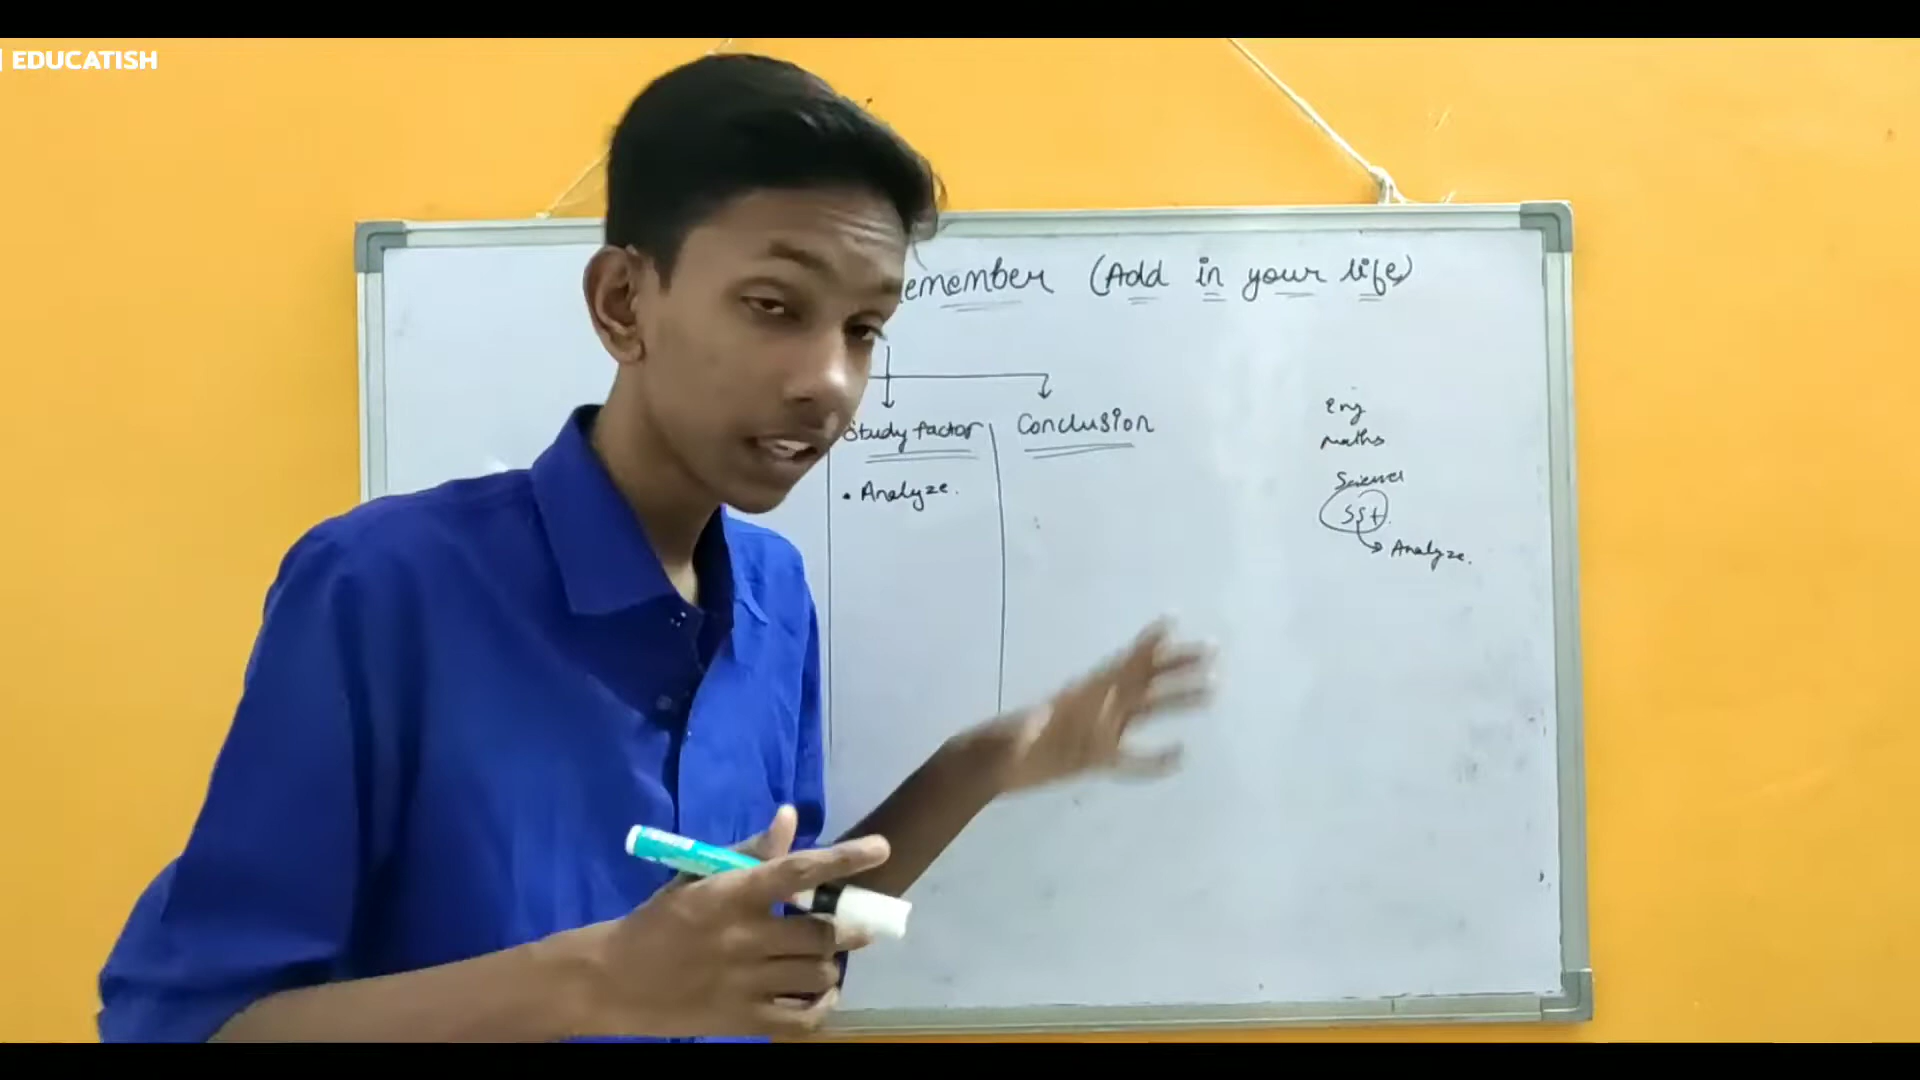 EDUCATISH
emember (Add in your life)
Study factor
Conclusion
• Analyze.
Eng
maths
Science
SSt.
Analyze.